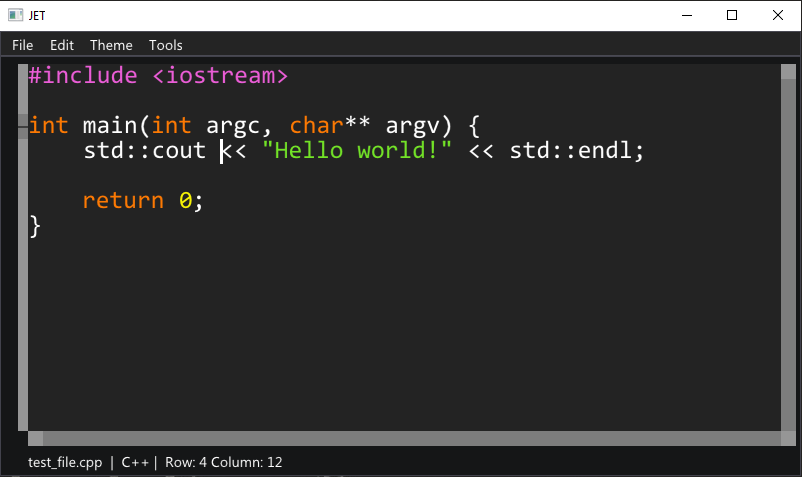 JET
File Edit Theme Tools
#include <iostream>
int main(int argc, char** argv) {
    std::cout << "Hello world!" << std::endl;
    return 0;
}
test_file.cpp | C++ | Row: 4 Column: 12